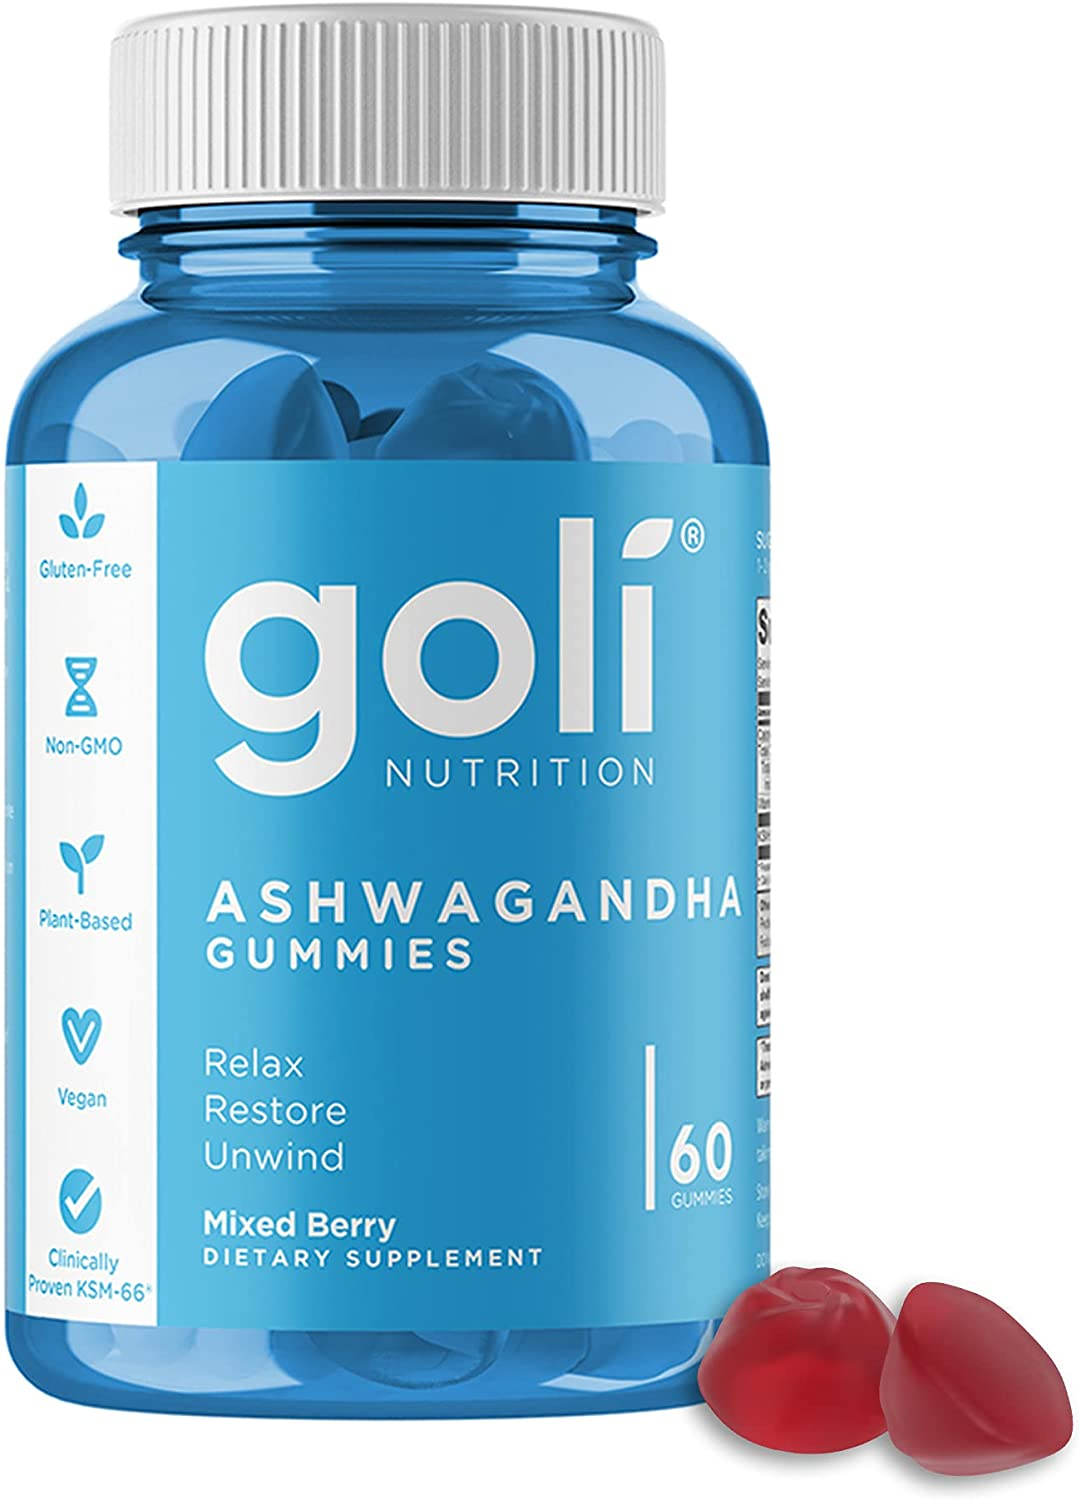 Gluten-Free
Non-GMO
Plant-Based
Vegan
Clinically
Proven KSM-66®
goli®
NUTRITION
ASHWAGANDHA
GUMMIES
Relax
Restore
Unwind
Mixed Berry
DIETARY SUPPLEMENT
60
GUMMIES